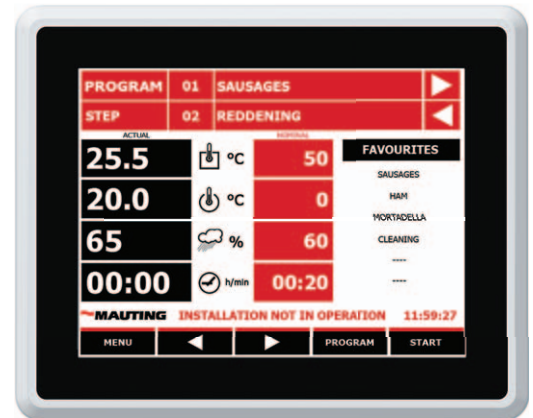 PROGRAM 01 SAUSAGES
STEP 02 REDDENING
ACTUAL NOMINAL
25.5 °C 50
20.0 °C 0
65 % 60
00:00 h/min 00:20
FAVOURITES
SAUSAGES
HAM
MORTADELLA
CLEANING
----
----
~MAUTING INSTALLATION NOT IN OPERATION 11:59:27
MENU PROGRAM START